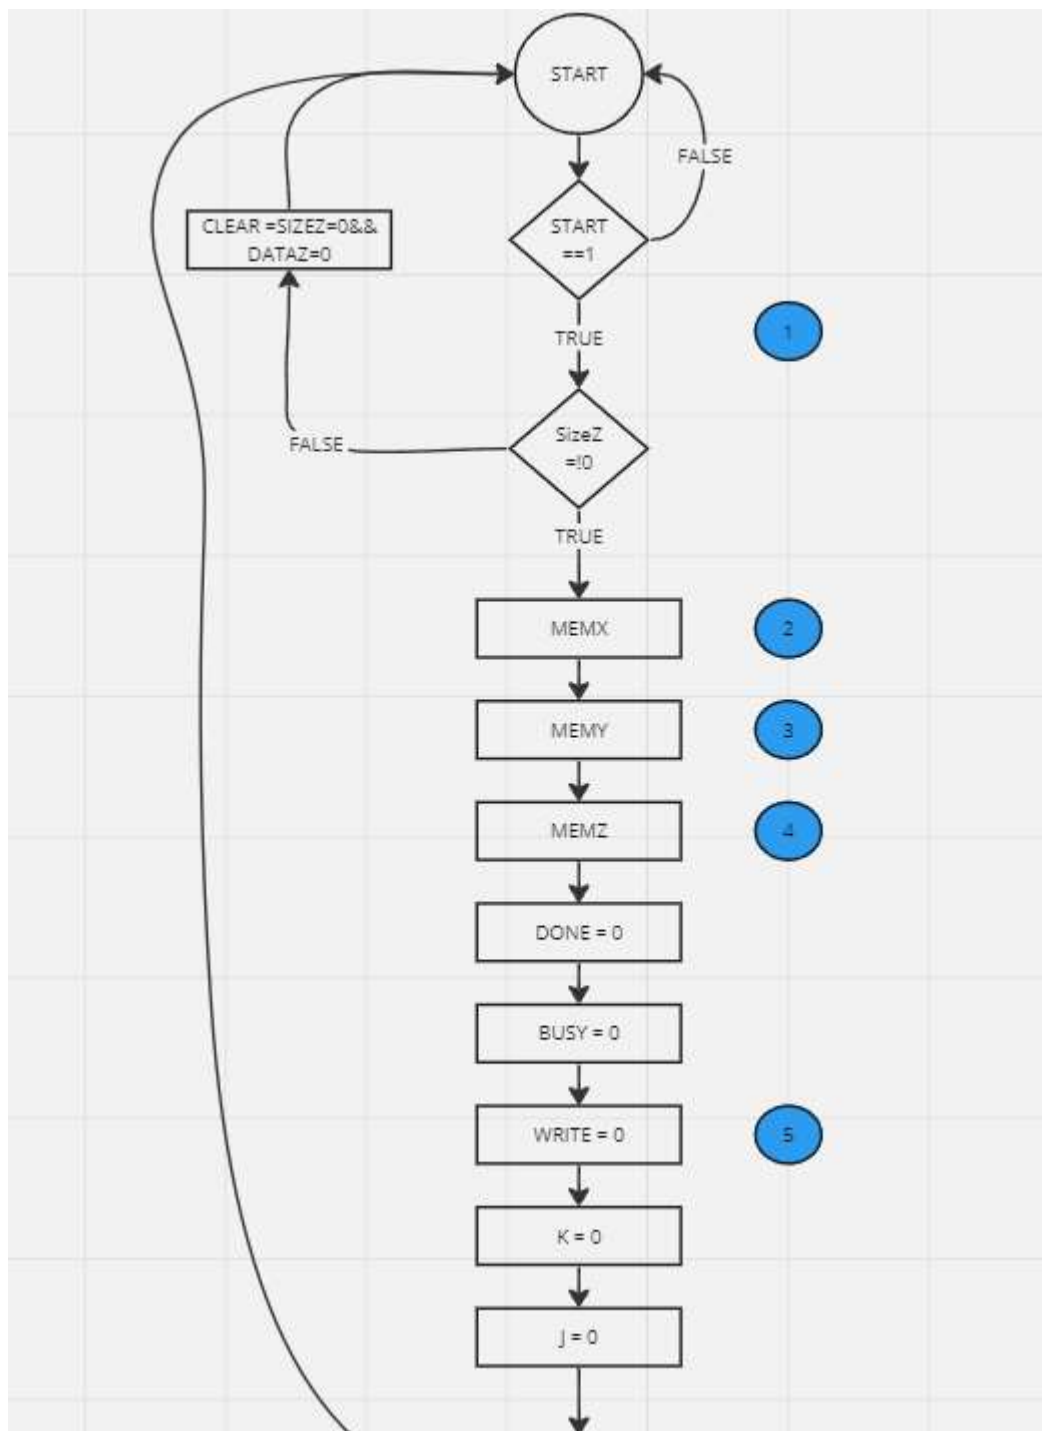 START
FALSE
CLEAR =SIZEZ=0&&
DATAZ=0
START
==1
TRUE
1
SizeZ
=!0
FALSE
TRUE
MEMX
2
MEMY
3
MEMZ
4
DONE = 0
BUSY = 0
WRITE = 0
5
K = 0
J = 0